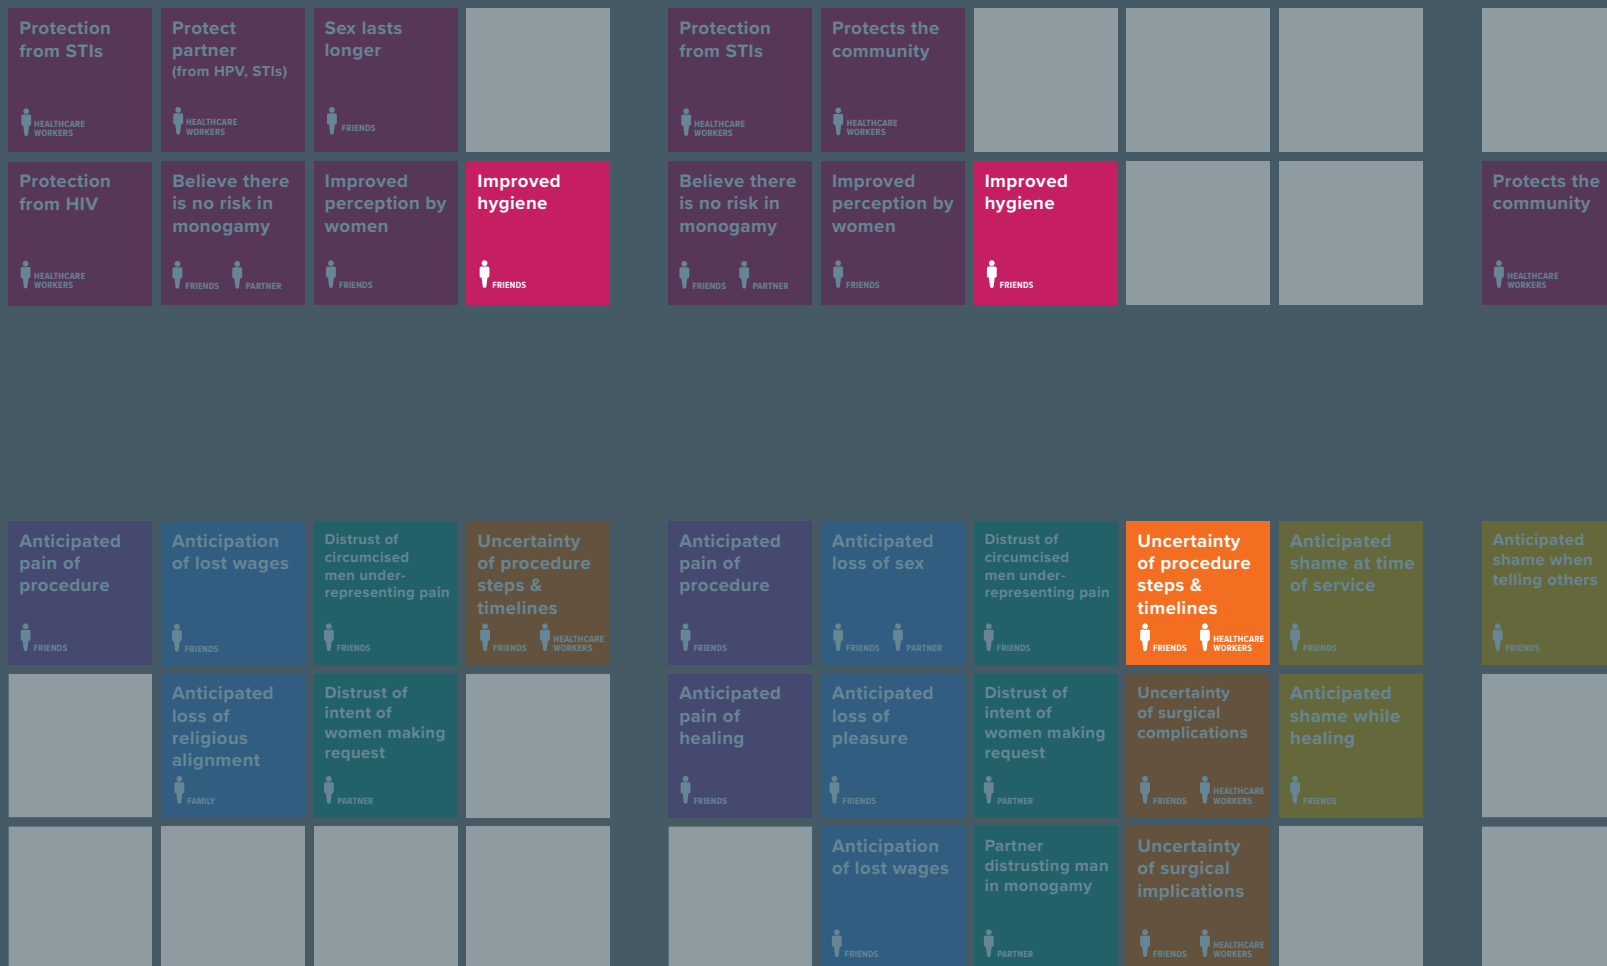 Protection
from STIs
HEALTHCARE
WORKERS
Protect
partner
(from HPV, STIs)
HEALTHCARE
WORKERS
Sex lasts
longer
FRIENDS
Protection
from STIs
HEALTHCARE
WORKERS
Protects the
community
HEALTHCARE
WORKERS
Protection
from HIV
HEALTHCARE
WORKERS
Believe there
is no risk in
monogamy
FRIENDS
PARTNER
Improved
perception by
women
FRIENDS
Improved
hygiene
FRIENDS
Believe there
is no risk in
monogamy
FRIENDS
PARTNER
Improved
perception by
women
FRIENDS
Improved
hygiene
FRIENDS
Protects the
community
HEALTHCARE
WORKERS
Anticipated
pain of
procedure
FRIENDS
Anticipation
of lost wages
FRIENDS
Distrust of
circumcised
men under-
representing pain
FRIENDS
Uncertainty
of procedure
steps &
timelines
FRIENDS
HEALTHCARE
WORKERS
Anticipated
pain of
procedure
FRIENDS
Anticipated
loss of sex
FRIENDS
PARTNER
Distrust of
circumcised
men under-
representing pain
FRIENDS
Uncertainty
of procedure
steps &
timelines
FRIENDS
HEALTHCARE
WORKERS
Anticipated
shame at time
of service
FRIENDS
Anticipated
shame when
telling others
FRIENDS
Anticipated
loss of
religious
alignment
FAMILY
Distrust of
intent of
women making
request
PARTNER
Anticipated
pain of
healing
FRIENDS
Anticipated
loss of
pleasure
FRIENDS
Distrust of
intent of
women making
request
PARTNER
Uncertainty
of surgical
complications
FRIENDS
HEALTHCARE
WORKERS
Anticipated
shame while
healing
FRIENDS
Anticipation
of lost wages
FRIENDS
Partner
distrusting man
in monogamy
PARTNER
Uncertainty
of surgical
implications
FRIENDS
HEALTHCARE
WORKERS